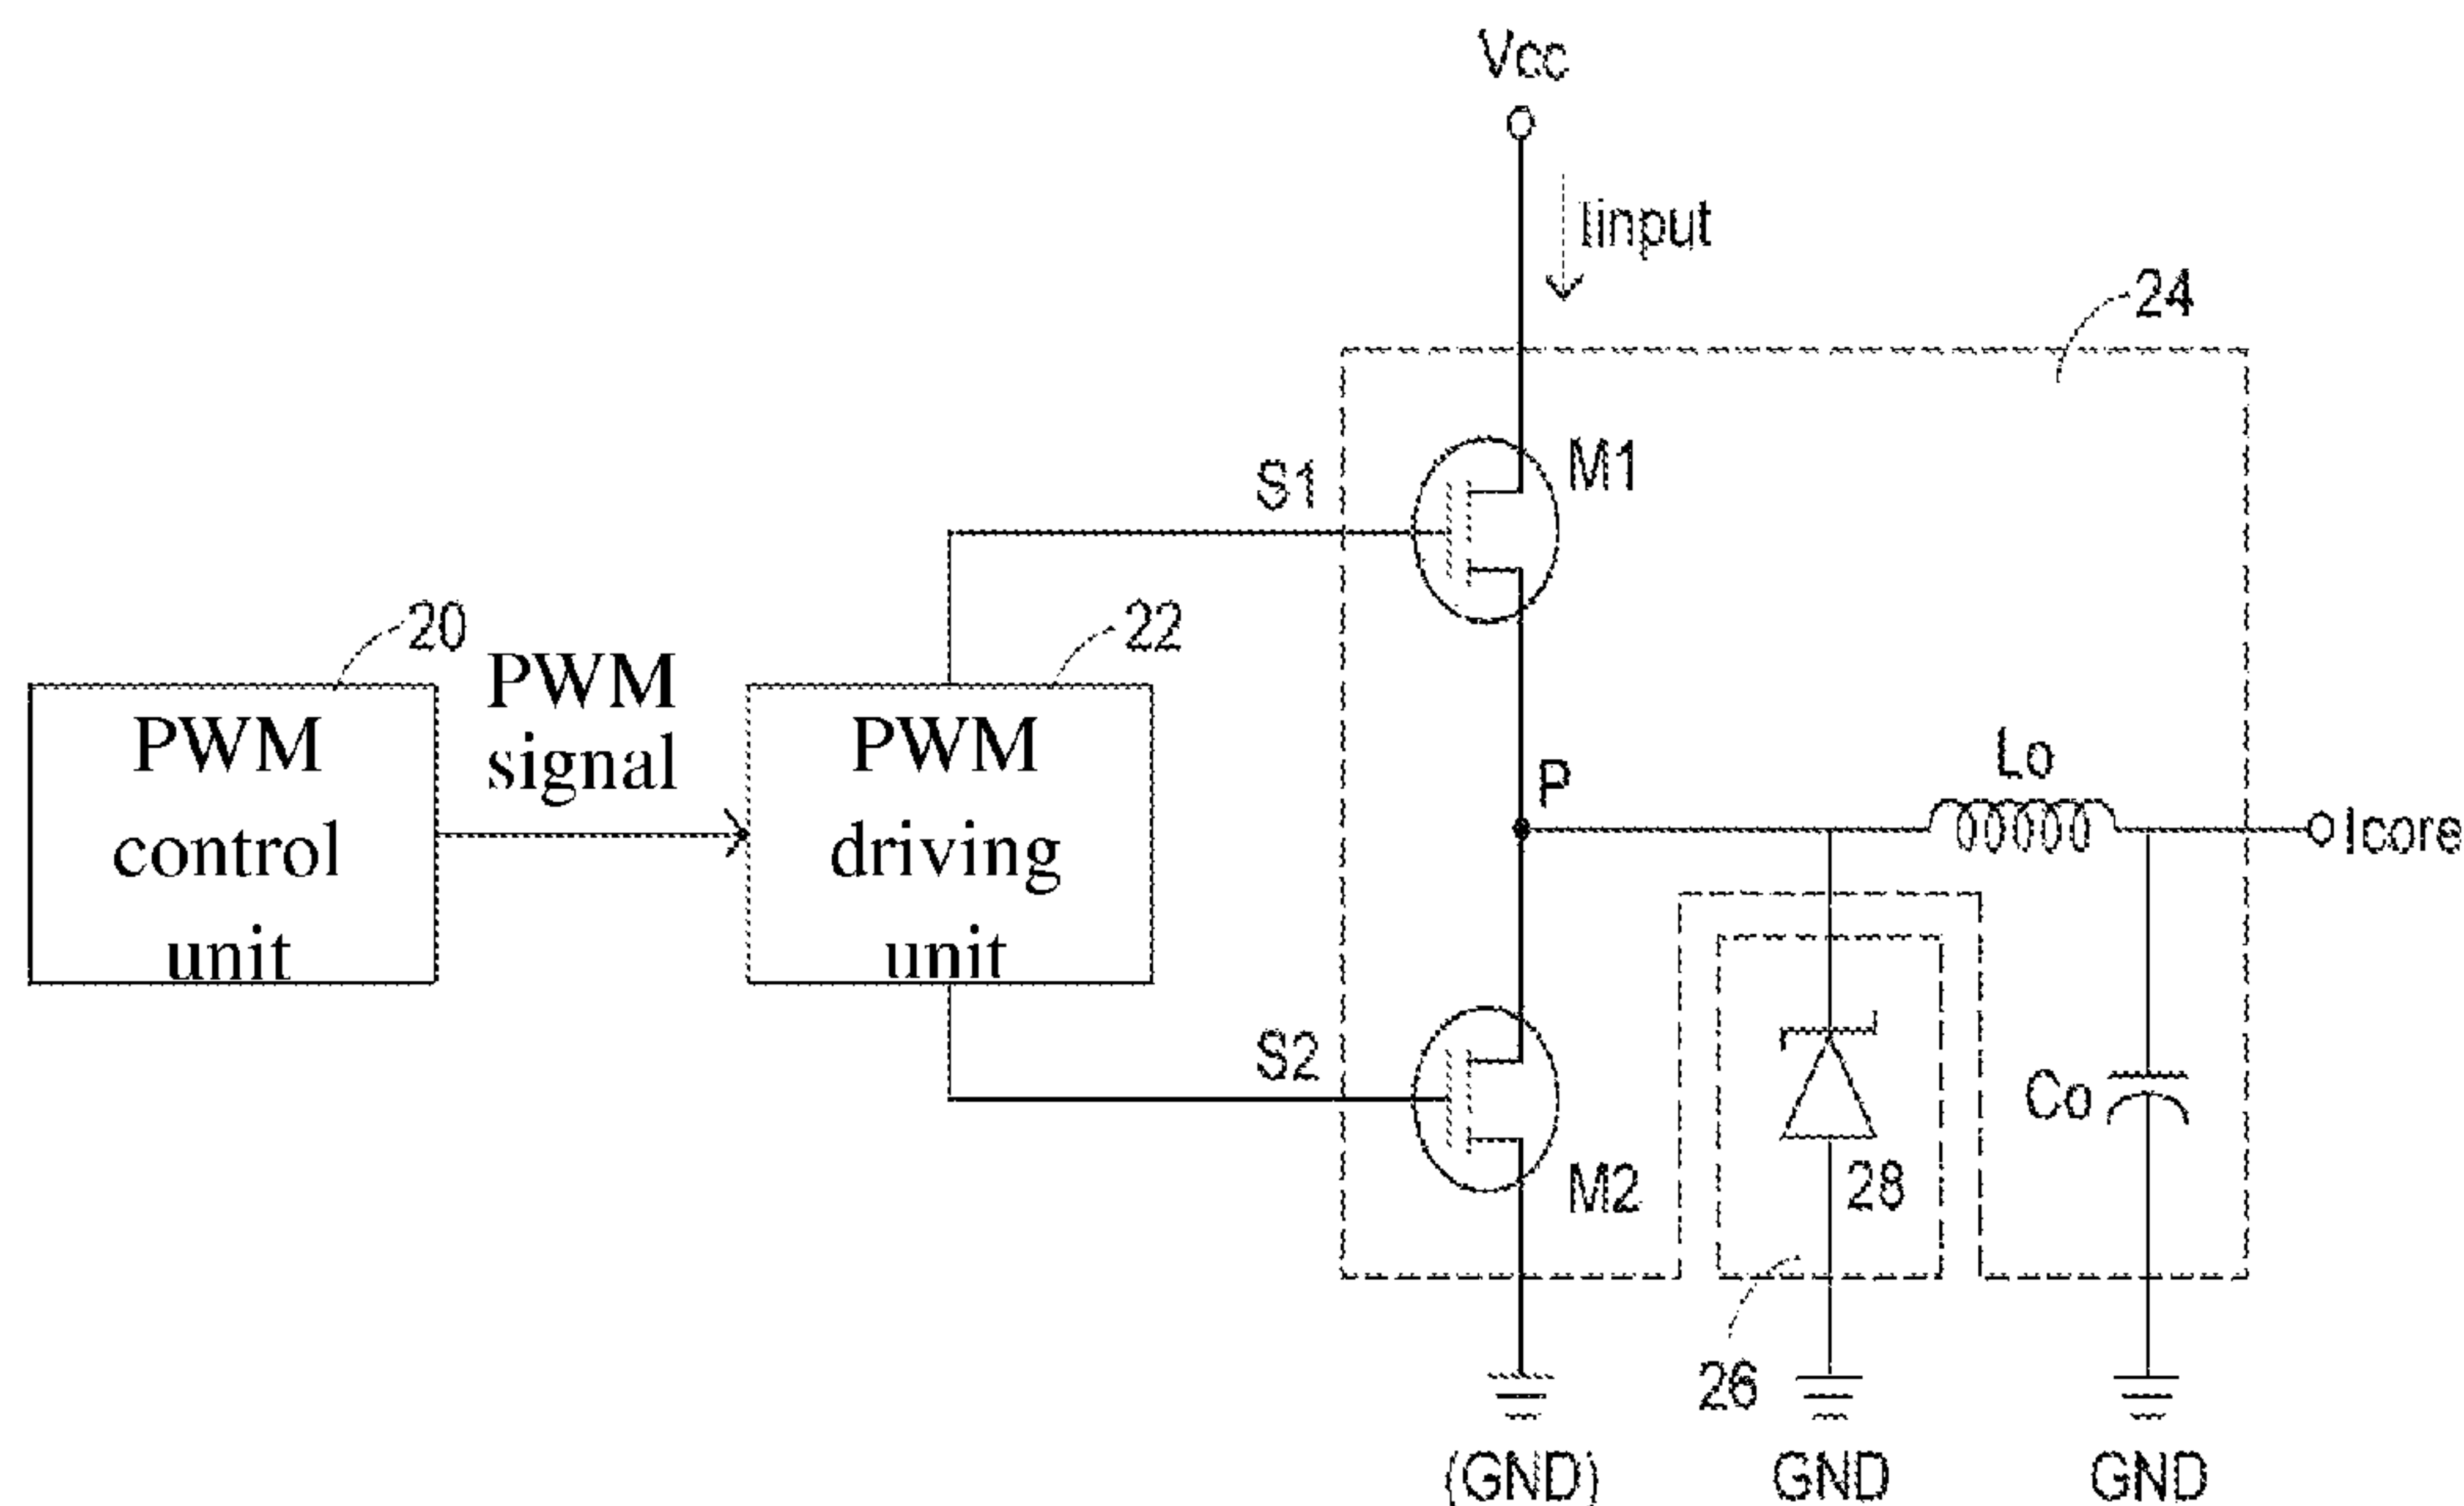 Vcc
Iinput
24
M1
S1
20
22
PWM
signal
PWM
control
unit
PWM
driving
unit
P
Lo
Icore
S2
M2
28
Co
26
(GND)
GND
GND